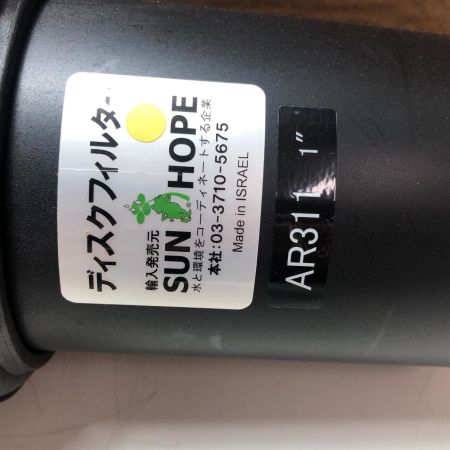 ディスクフィルター
輸入発売元
SUN HOPE
水と環境をコーディネートする企業
本社:03-3710-5675
Made in ISRAEL
AR311 1"